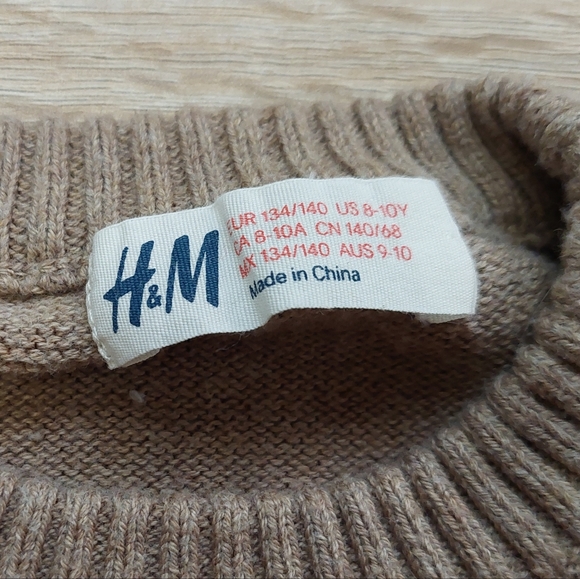 H&M
EUR 134/140 US 8-10Y
CA 8-10A CN 140/68
MX 134/140 AUS 9-10
Made in China